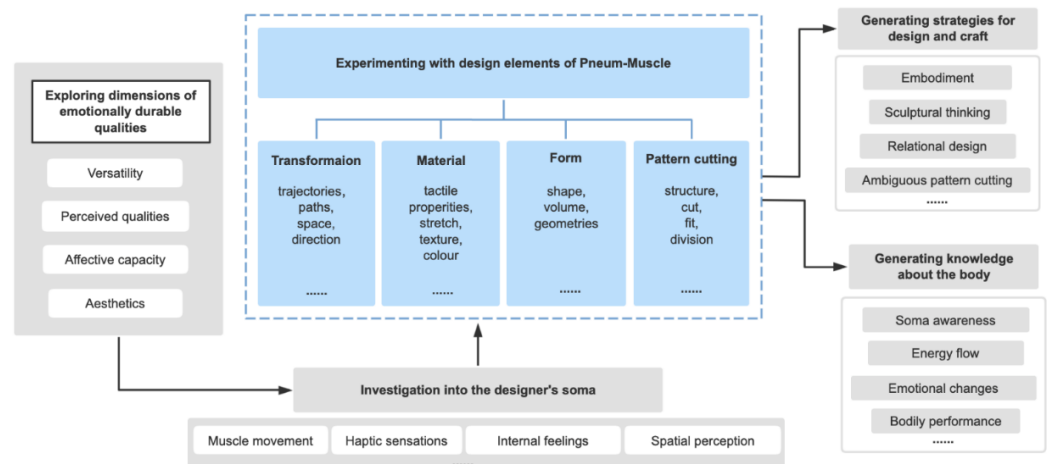 Exploring dimensions of
emotionally durable
qualities
Versatility
Perceived qualities
Affective capacity
Aesthetics
Experimenting with design elements of Pneum-Muscle
Transformaion
trajectories,
paths,
space,
direction
......
Material
tactile
properities,
stretch,
texture,
colour
......
Form
shape,
volume,
geometries
......
Pattern cutting
structure,
cut,
fit,
division
......
Investigation into the designer's soma
Muscle movement
Haptic sensations
Internal feelings
Spatial perception
Generating strategies for
design and craft
Embodiment
Sculptural thinking
Relational design
Ambiguous pattern cutting
......
Generating knowledge
about the body
Soma awareness
Energy flow
Emotional changes
Bodily performance
......